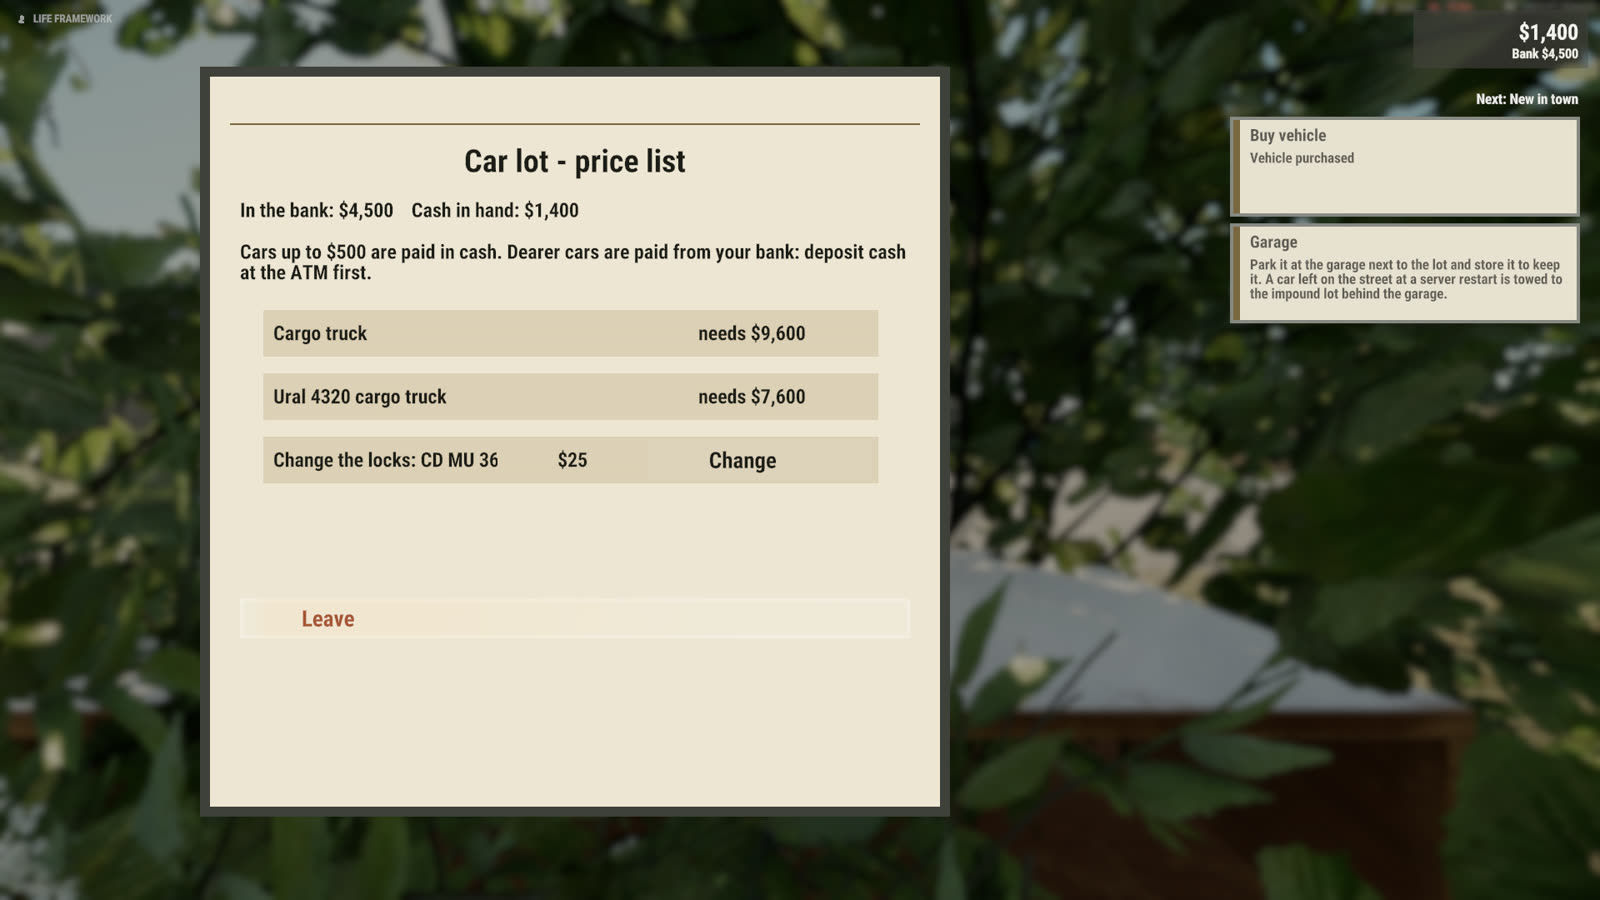 LIFE FRAMEWORK
$1,400
Bank $4,500
Next: New in town
Buy vehicle
Vehicle purchased
Garage
Park it at the garage next to the lot and store it to keep
it. A car left on the street at a server restart is towed to
the impound lot behind the garage.
Car lot - price list
In the bank: $4,500 Cash in hand: $1,400
Cars up to $500 are paid in cash. Dearer cars are paid from your bank: deposit cash
at the ATM first.
Cargo truck needs $9,600
Ural 4320 cargo truck needs $7,600
Change the locks: CD MU 36 $25 Change
Leave